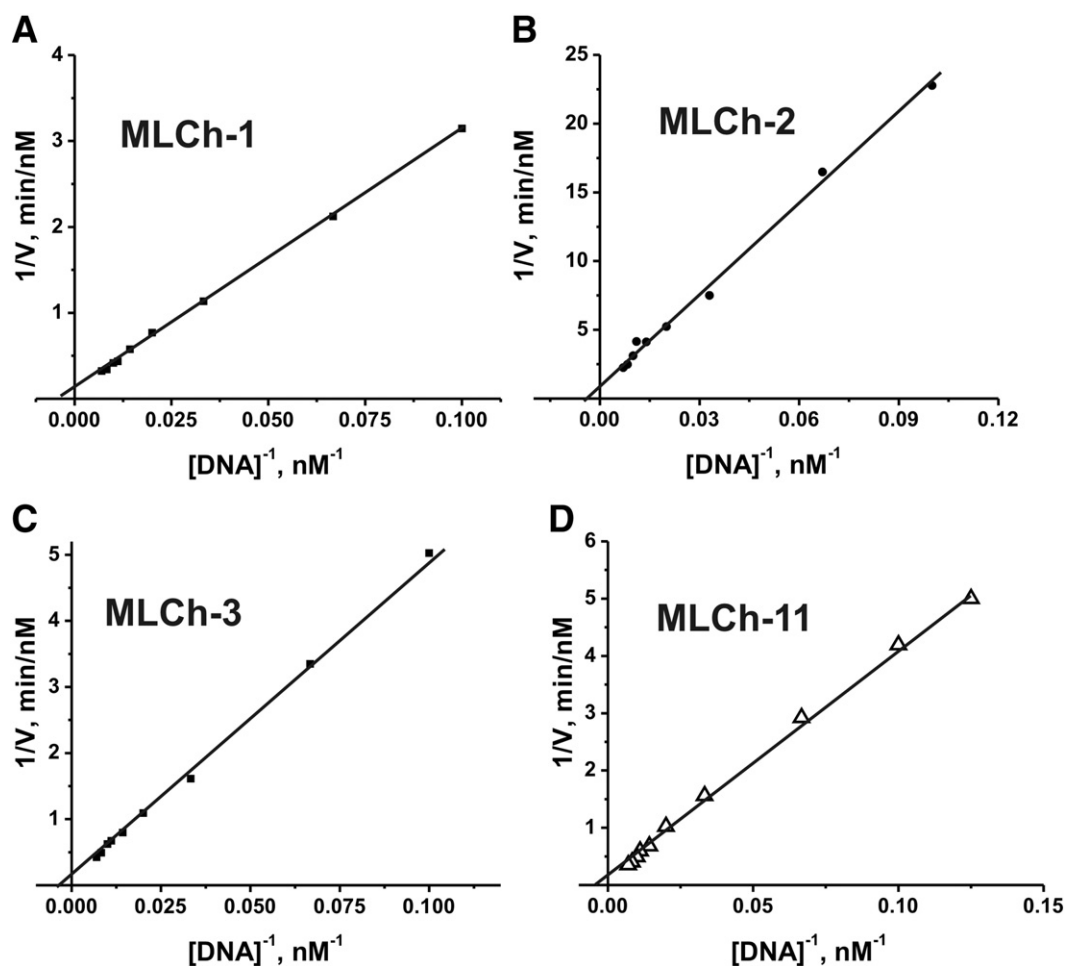 A
1/V, min/nM
4
3
2
1
MLCh-1
0.000 0.025 0.050 0.075 0.100
[DNA]⁻¹, nM⁻¹
B
1/V, min/nM
25
20
15
10
5
MLCh-2
0.00 0.03 0.06 0.09 0.12
[DNA]⁻¹, nM⁻¹
C
1/V, min/nM
5
4
3
2
1
MLCh-3
0.000 0.025 0.050 0.075 0.100
[DNA]⁻¹, nM⁻¹
D
1/V, min/nM
6
5
4
3
2
1
MLCh-11
0.00 0.05 0.10 0.15
[DNA]⁻¹, nM⁻¹